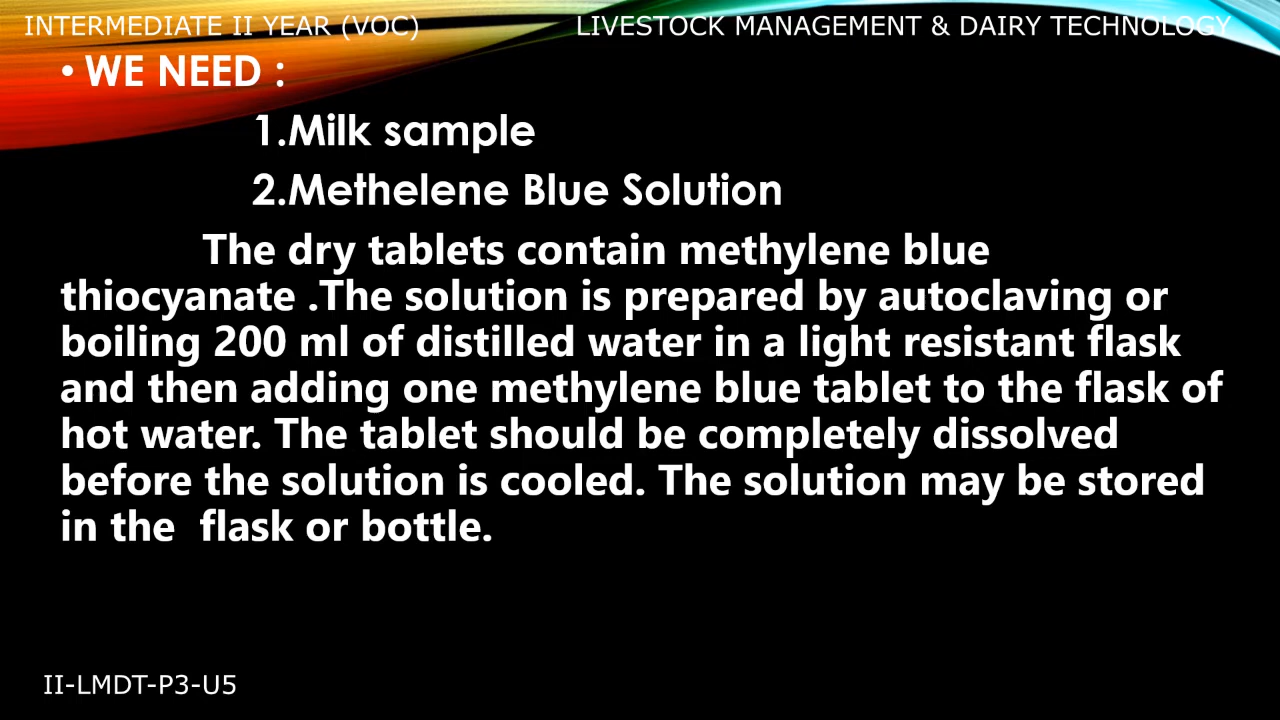 INTERMEDIATE II YEAR (VOC) LIVESTOCK MANAGEMENT & DAIRY TECHNOLOGY
• WE NEED :
1.Milk sample
2.Methelene Blue Solution
The dry tablets contain methylene blue
thiocyanate .The solution is prepared by autoclaving or
boiling 200 ml of distilled water in a light resistant flask
and then adding one methylene blue tablet to the flask of
hot water. The tablet should be completely dissolved
before the solution is cooled. The solution may be stored
in the flask or bottle.
II-LMDT-P3-U5